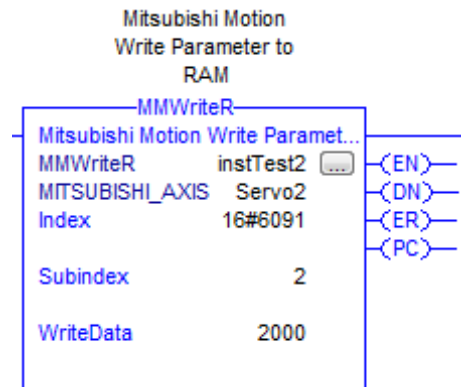 Mitsubishi Motion
Write Parameter to
RAM
MMWriteR
Mitsubishi Motion Write Paramet...
MMWriteR instTest2 ... (EN)
MITSUBISHI_AXIS Servo2 (DN)
Index 16#6091 (ER)
(PC)
Subindex 2
WriteData 2000